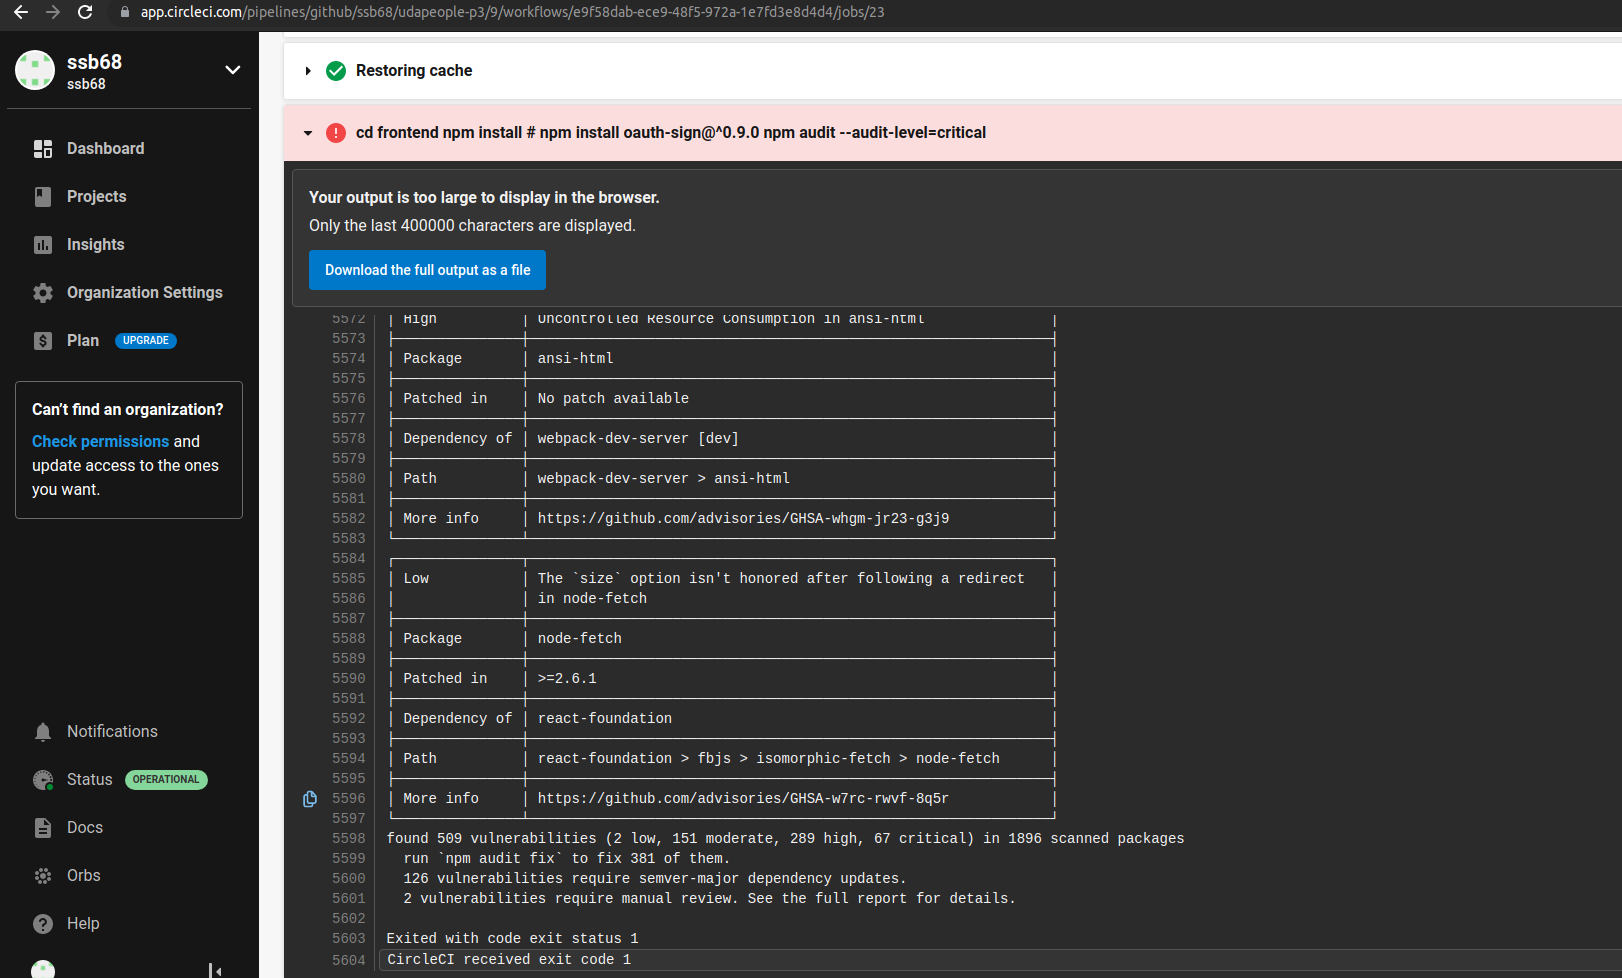 app.circleci.com/pipelines/github/ssb68/udapeople-p3/9/workflows/e9f58dab-ece9-48f5-972a-1e7fd3e8d4d4/jobs/23
ssb68
ssb68
Dashboard
Projects
Insights
Organization Settings
Plan UPGRADE
Can't find an organization?
Check permissions and
update access to the ones
you want.
Notifications
Status OPERATIONAL
Docs
Orbs
Help
Restoring cache
cd frontend npm install # npm install oauth-sign@^0.9.0 npm audit --audit-level=critical
Your output is too large to display in the browser.
Only the last 400000 characters are displayed.
Download the full output as a file
5572 | High | Uncontrolled Resource Consumption in ansi-html |
5573
5574 | Package | ansi-html |
5575
5576 | Patched in | No patch available |
5577
5578 | Dependency of | webpack-dev-server [dev] |
5579
5580 | Path | webpack-dev-server > ansi-html |
5581
5582 | More info | https://github.com/advisories/GHSA-whgm-jr23-g3j9 |
5583
5584
5585 | Low | The `size` option isn't honored after following a redirect |
5586 | | in node-fetch |
5587
5588 | Package | node-fetch |
5589
5590 | Patched in | >=2.6.1 |
5591
5592 | Dependency of | react-foundation |
5593
5594 | Path | react-foundation > fbjs > isomorphic-fetch > node-fetch |
5595
5596 | More info | https://github.com/advisories/GHSA-w7rc-rwvf-8q5r |
5597
5598 found 509 vulnerabilities (2 low, 151 moderate, 289 high, 67 critical) in 1896 scanned packages
5599 run `npm audit fix` to fix 381 of them.
5600 126 vulnerabilities require semver-major dependency updates.
5601 2 vulnerabilities require manual review. See the full report for details.
5602
5603 Exited with code exit status 1
5604 CircleCI received exit code 1